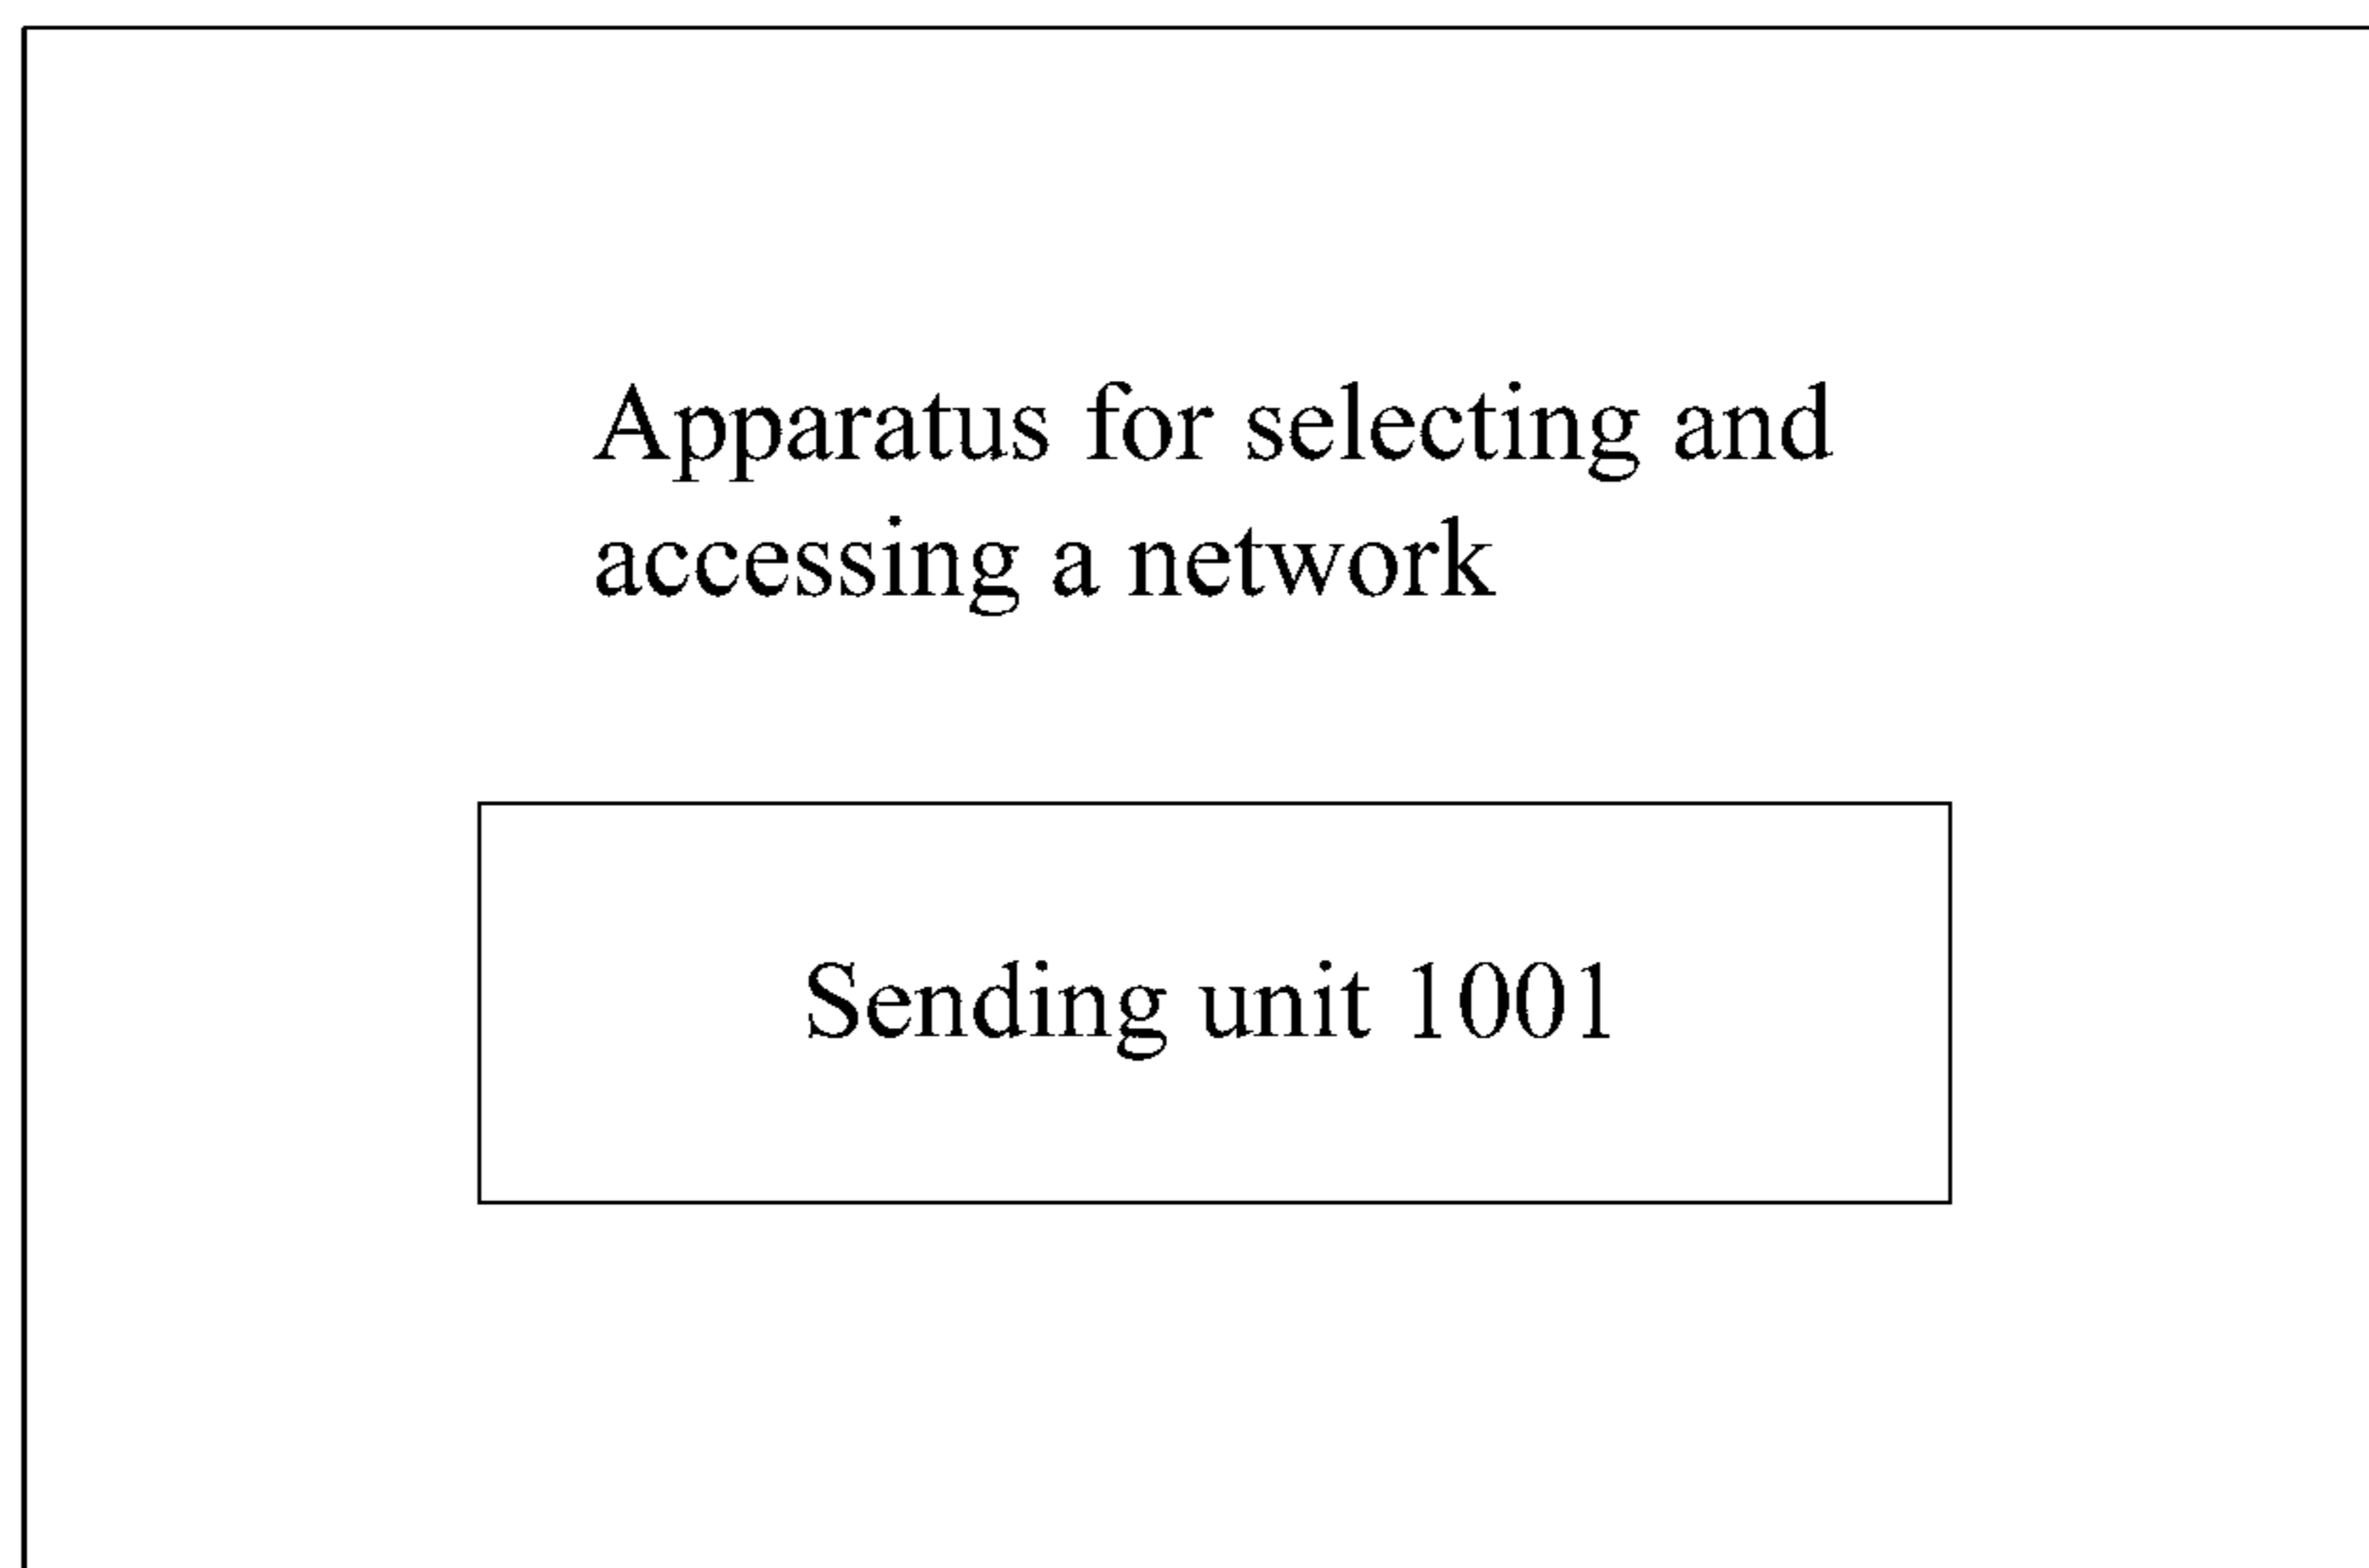 Apparatus for selecting and
accessing a network
Sending unit 1001